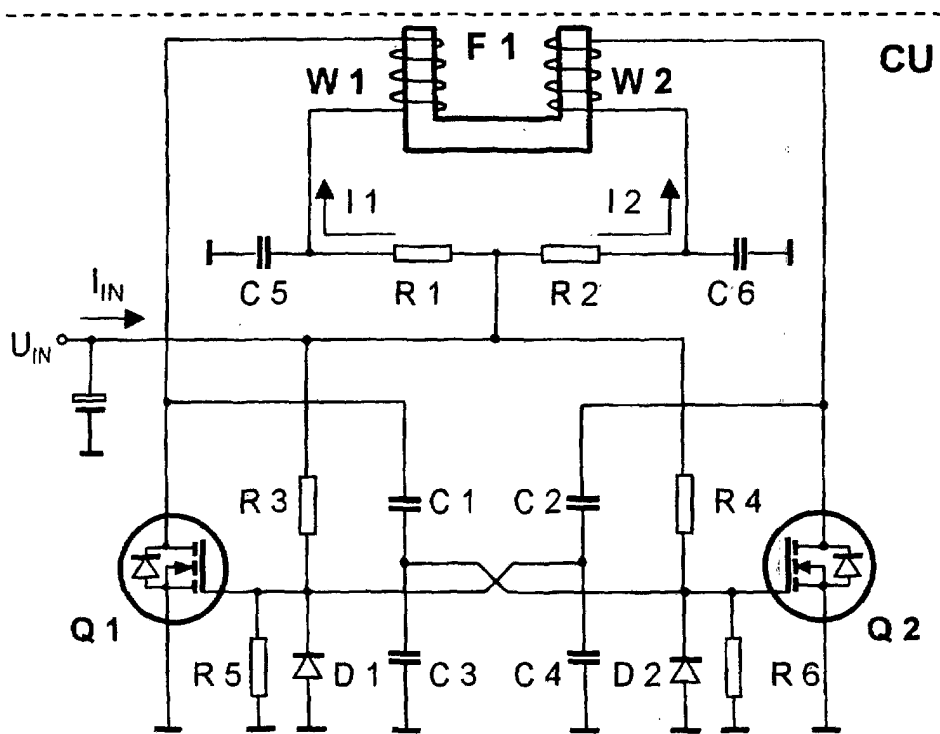 F 1
CU
W 1
W 2
I 1
I 2
C 5
R 1
R 2
C 6
I_IN
U_IN
R 3
C 1
C 2
R 4
Q 1
Q 2
R 5
D 1
C 3
C 4
D 2
R 6